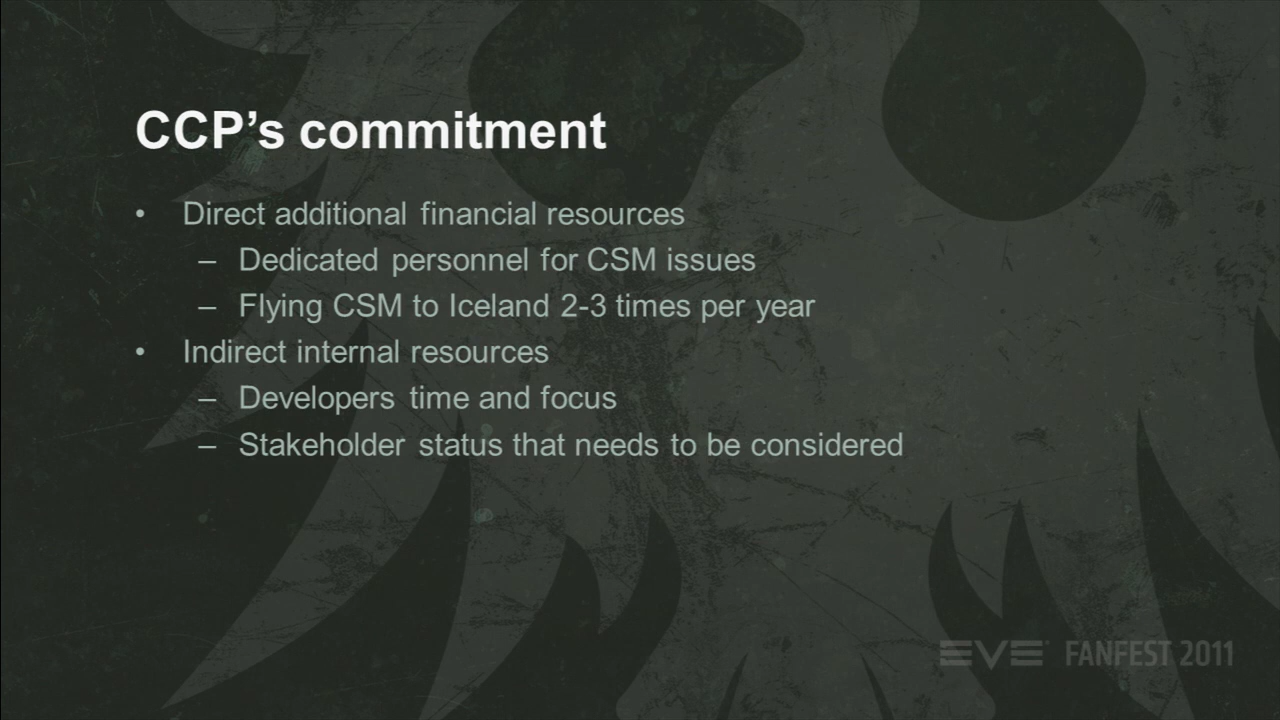 CCP’s commitment
• Direct additional financial resources
– Dedicated personnel for CSM issues
– Flying CSM to Iceland 2-3 times per year
• Indirect internal resources
– Developers time and focus
– Stakeholder status that needs to be considered
EVE FANFEST 2011